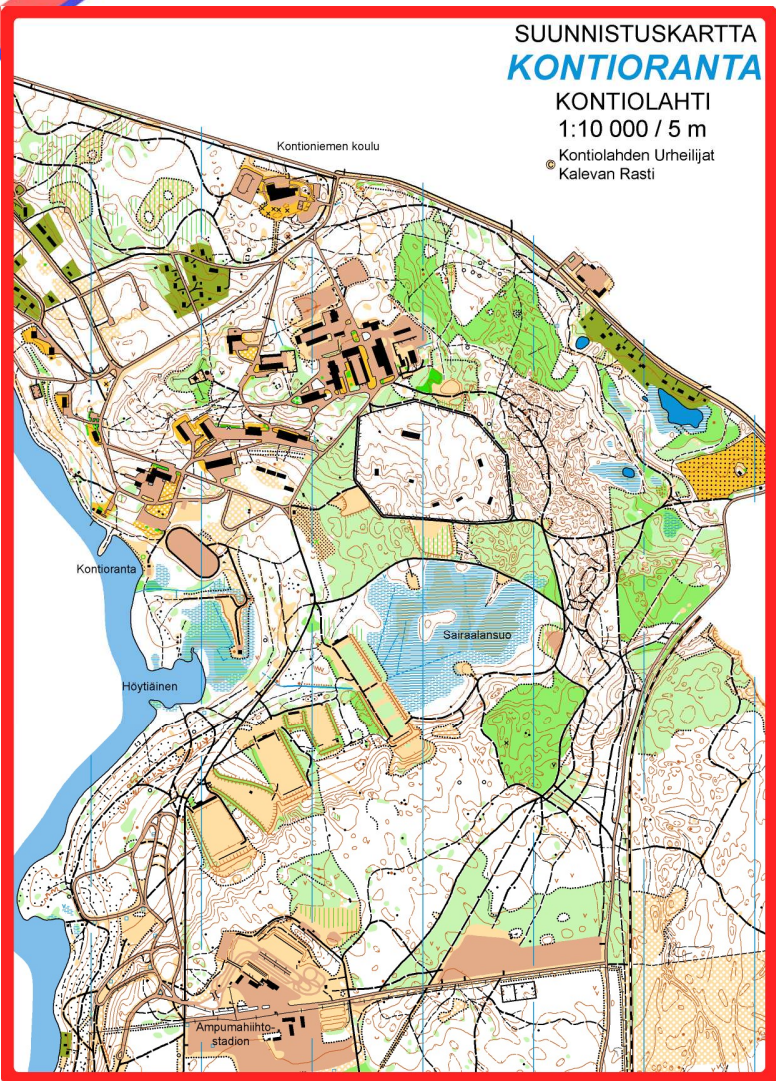 SUUNNISTUSKARTTA
KONTIORANTA
KONTIOLAHTI
1:10 000 / 5 m
© Kontiolahden Urheilijat
Kalevan Rasti
Kontioniemen koulu
Kontioranta
Sairaalansuo
Höytiäinen
Ampumahiihto-
stadion